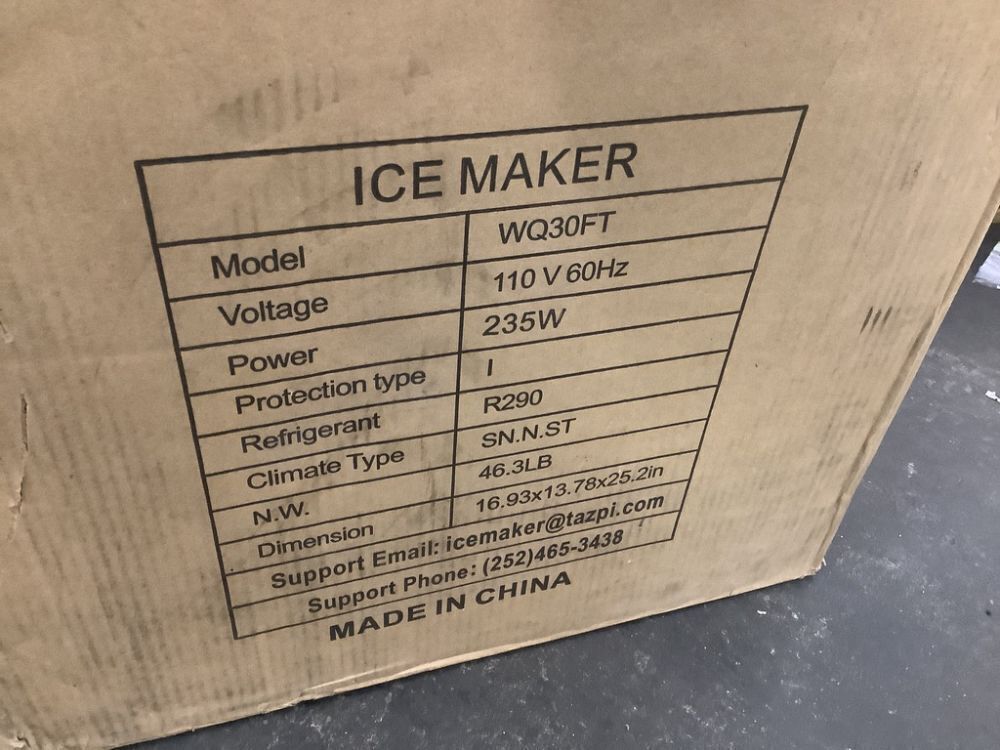 ICE MAKER
Model WQ30FT
Voltage 110 V 60Hz
Power 235W
Protection type I
Refrigerant R290
Climate Type SN.N.ST
N.W. 46.3LB
Dimension 16.93x13.78x25.2in
Support Email: icemaker@tazpi.com
Support Phone: (252)465-3438
MADE IN CHINA